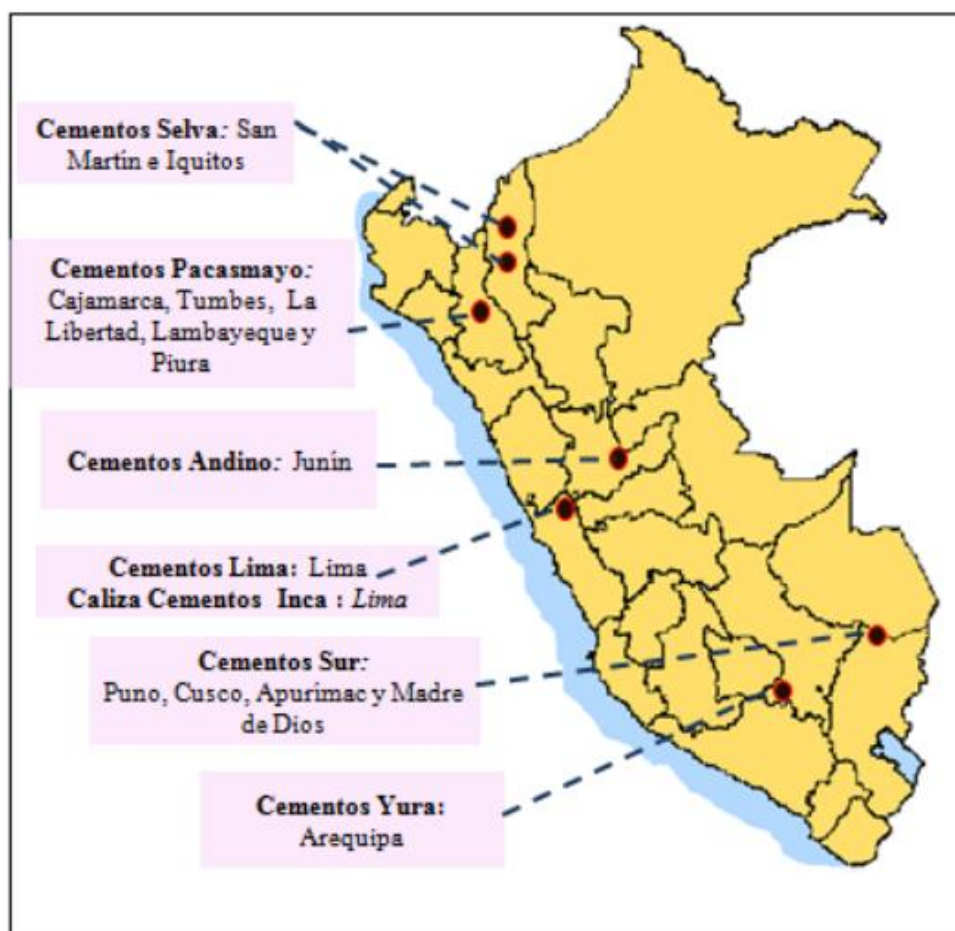 Cementos Selva: San
Martín e Iquitos
Cementos Pacasmayo:
Cajamarca, Tumbes, La
Libertad, Lambayeque y
Piura
Cementos Andino: Junín
Cementos Lima: Lima
Caliza Cementos Inca : Lima
Cementos Sur:
Puno, Cusco, Apurímac y Madre
de Dios
Cementos Yura:
Arequipa